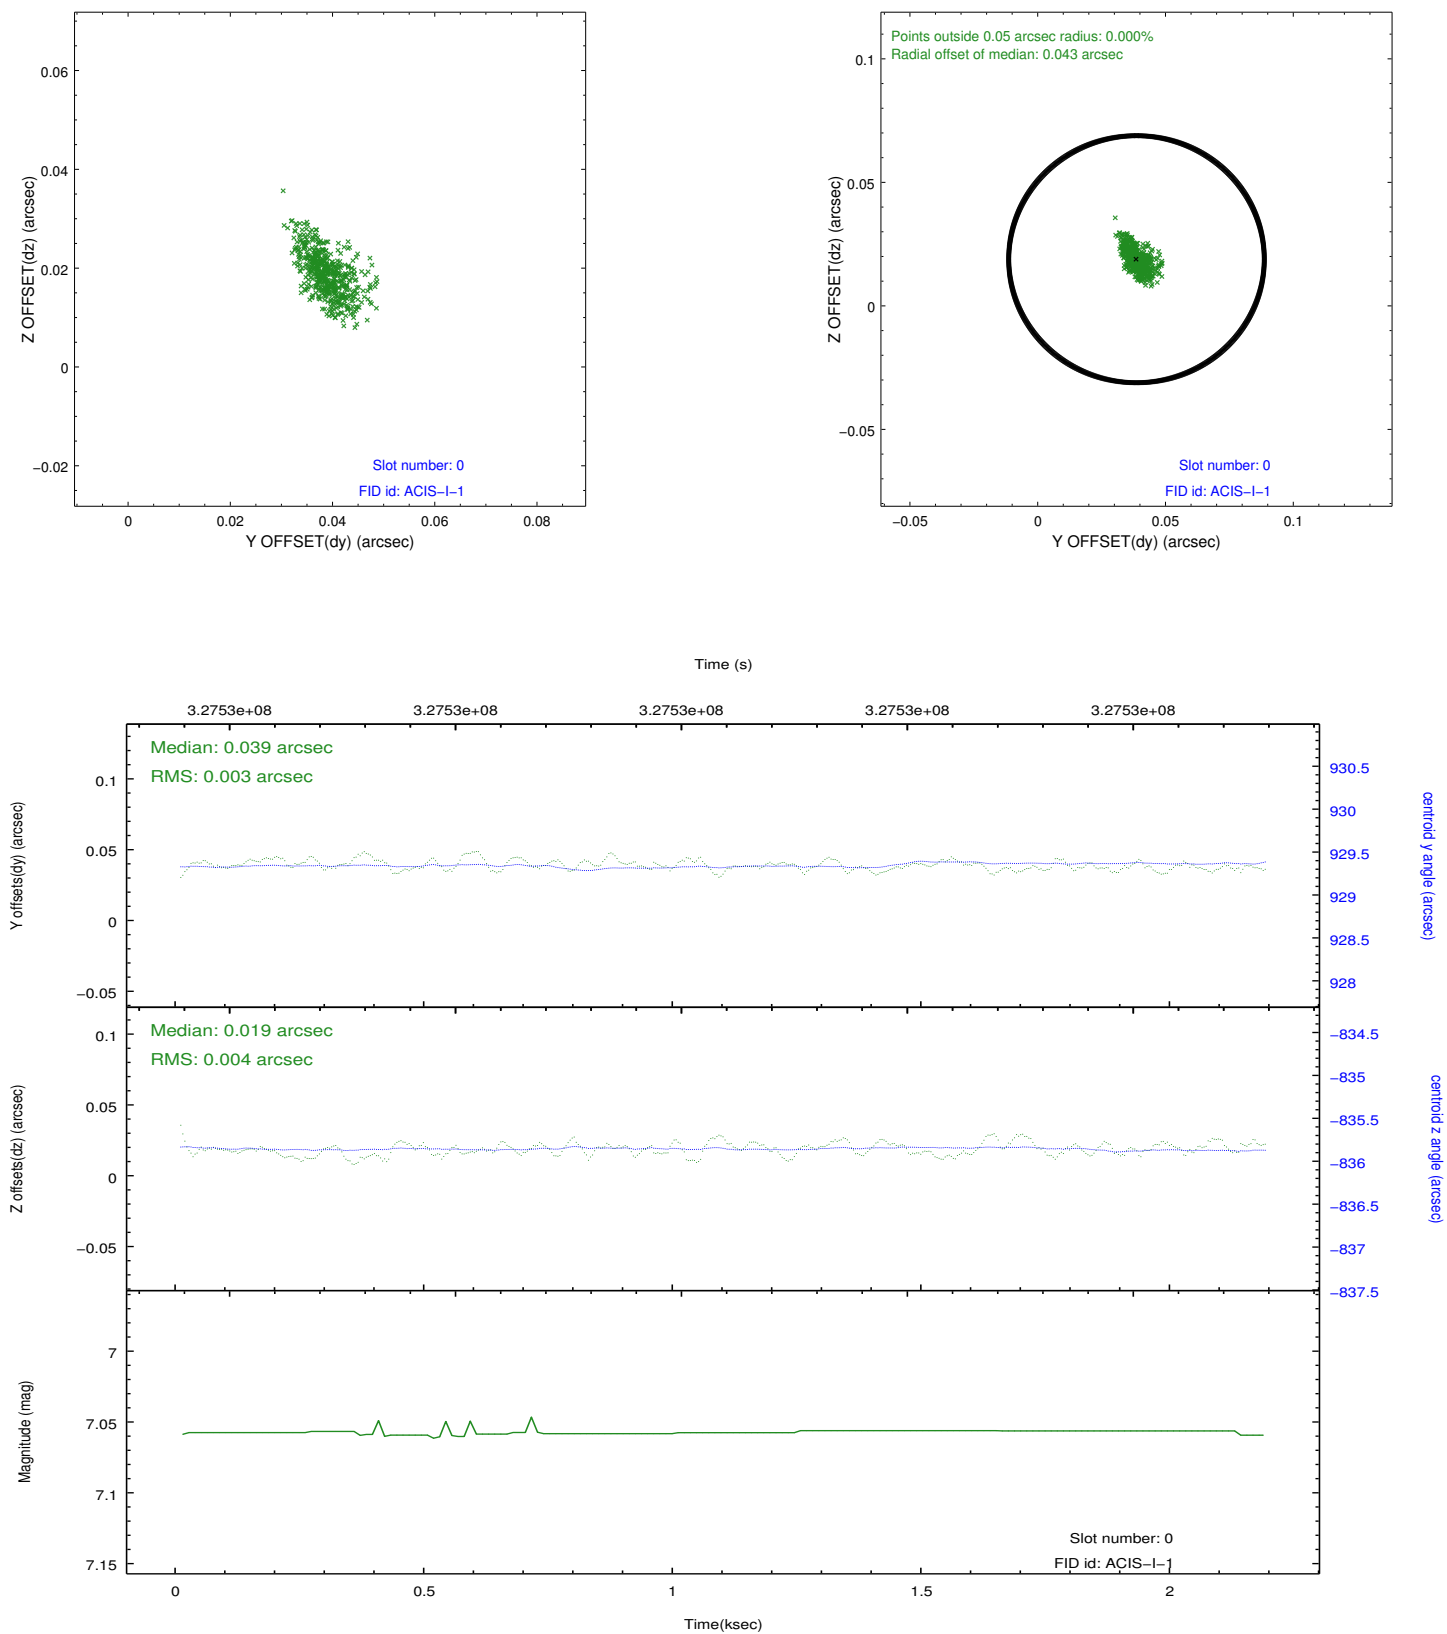 0.06
0.04
0.02
0
−0.02
Z OFFSET(dz) (arcsec)
Slot number: 0
FID id: ACIS−I−1
0
0.02
0.04
0.06
0.08
Y OFFSET(dy) (arcsec)
Points outside 0.05 arcsec radius: 0.000%
Radial offset of median: 0.043 arcsec
0.1
0.05
0
−0.05
Z OFFSET(dz) (arcsec)
Slot number: 0
FID id: ACIS−I−1
−0.05
0
0.05
0.1
Y OFFSET(dy) (arcsec)
Time (s)
3.2753e+08
3.2753e+08
3.2753e+08
3.2753e+08
3.2753e+08
Median: 0.039 arcsec
RMS: 0.003 arcsec
0.1
0.05
0
−0.05
Y offsets(dy) (arcsec)
930.5
930
929.5
929
928.5
928
centroid y angle (arcsec)
Median: 0.019 arcsec
RMS: 0.004 arcsec
0.1
0.05
0
−0.05
Z offsets(dz) (arcsec)
−834.5
−835
−835.5
−836
−836.5
−837
−837.5
centroid z angle (arcsec)
7
7.05
7.1
7.15
Magnitude (mag)
Slot number: 0
FID id: ACIS−I−1
0
0.5
1
1.5
2
Time(ksec)